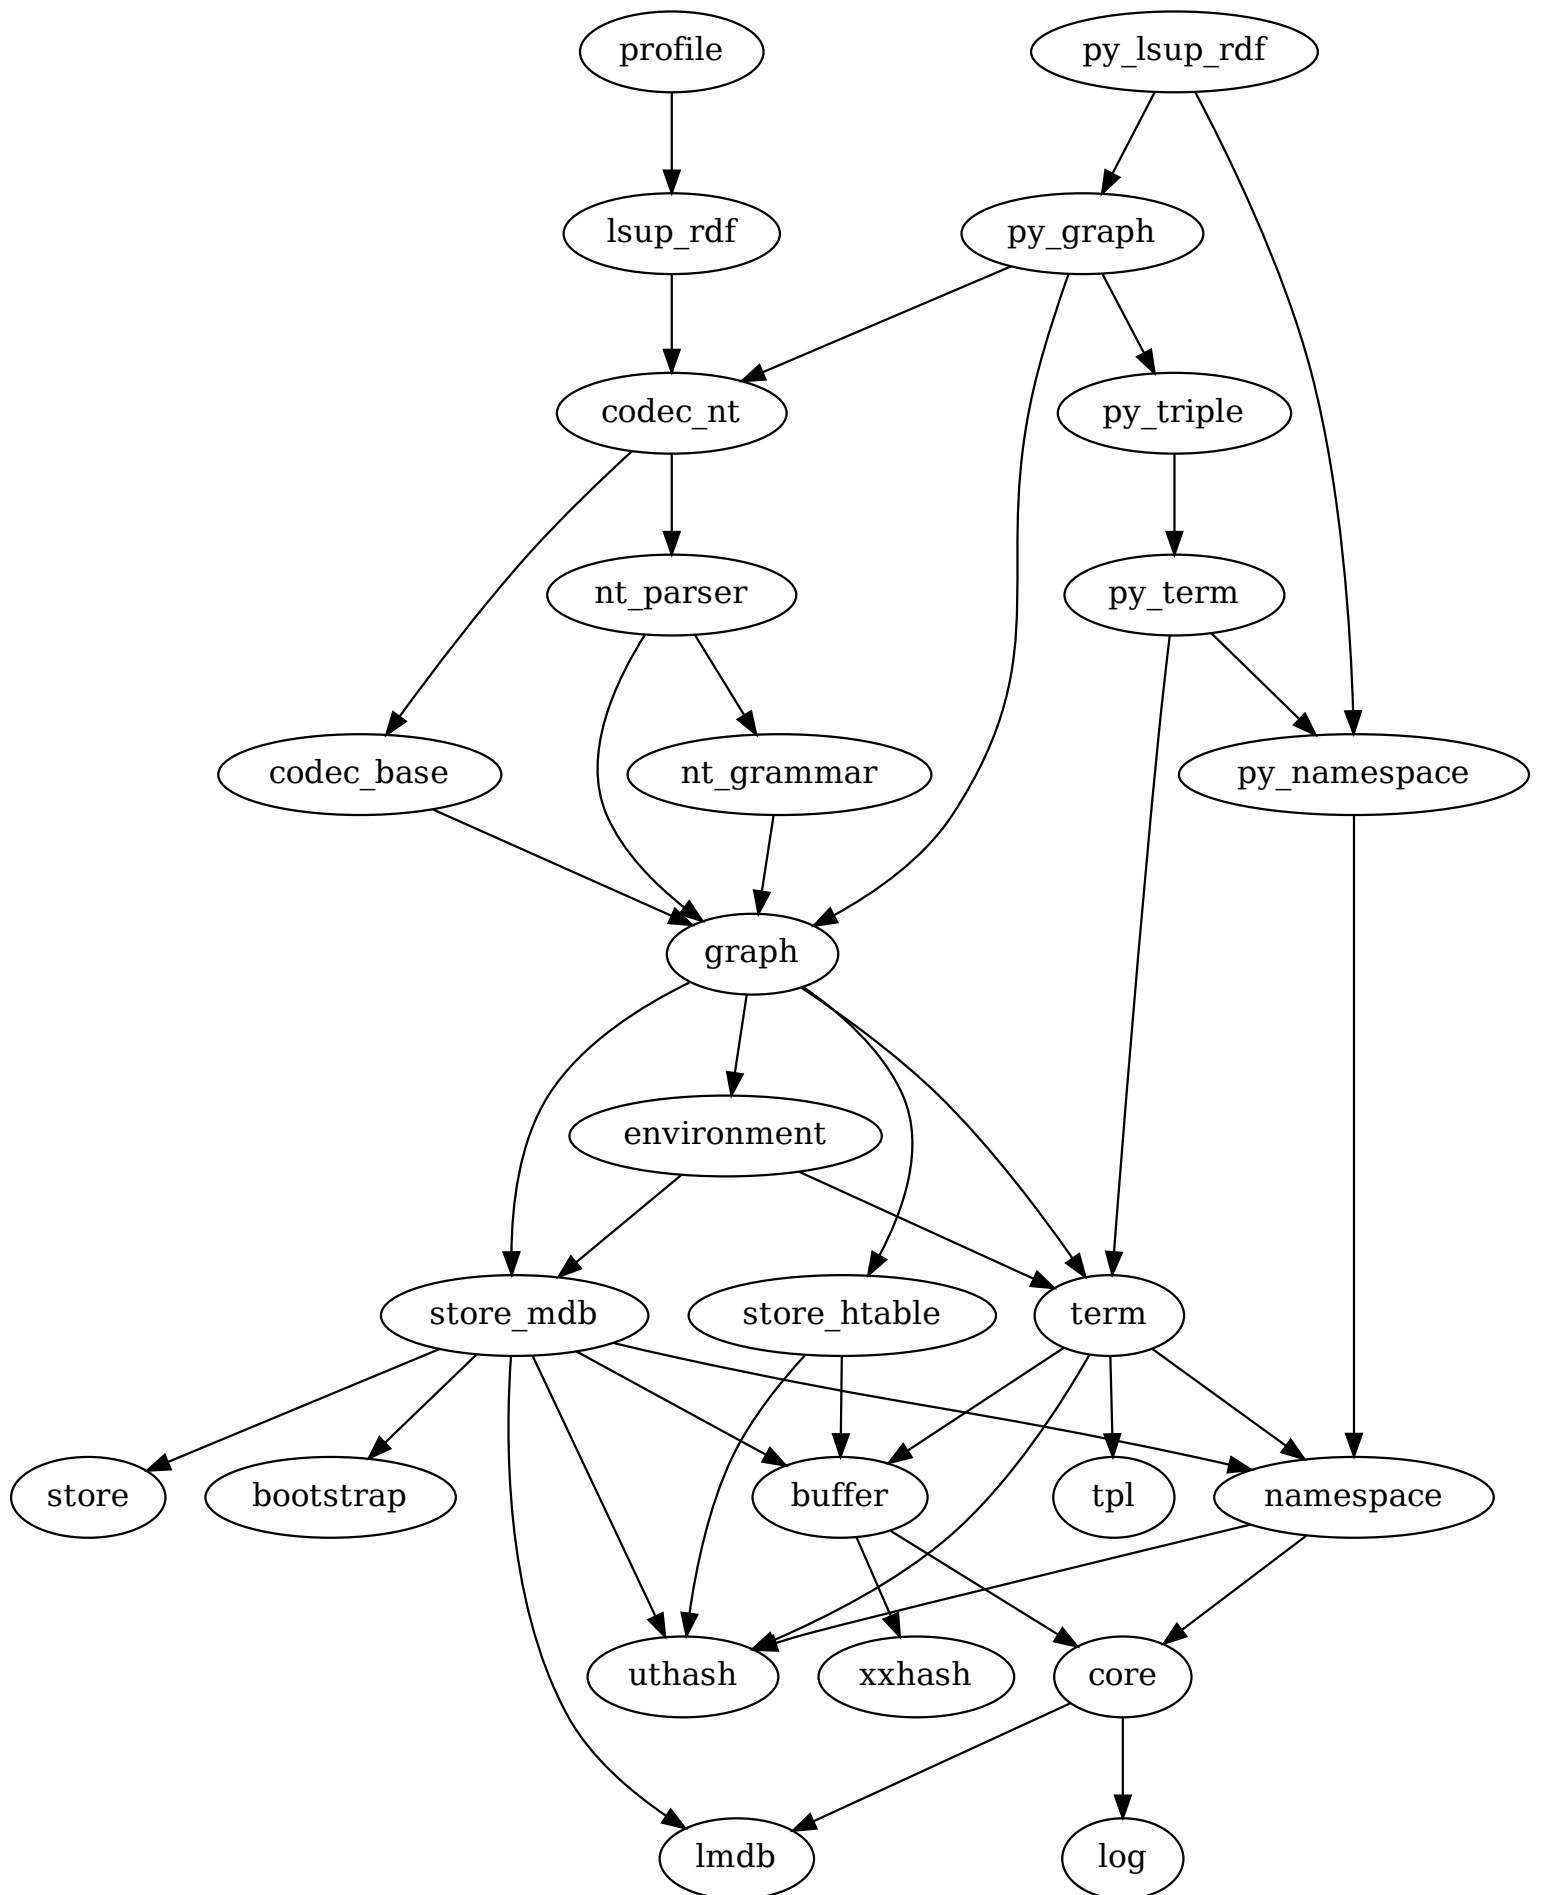 profile
py_lsup_rdf
lsup_rdf
py_graph
codec_nt
py_triple
nt_parser
py_term
codec_base
nt_grammar
py_namespace
graph
environment
store_mdb
store_htable
term
store
bootstrap
buffer
tpl
namespace
uthash
xxhash
core
lmdb
log